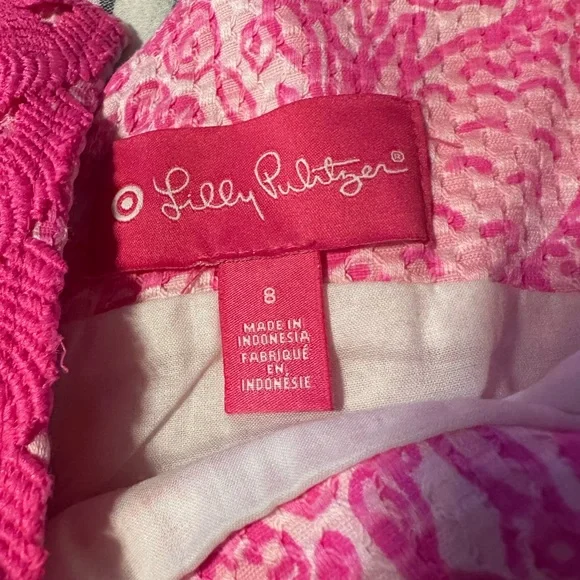 Lilly Pulitzer®
8
MADE IN
INDONESIA
FABRIQUÉ
EN
INDONÉSIE